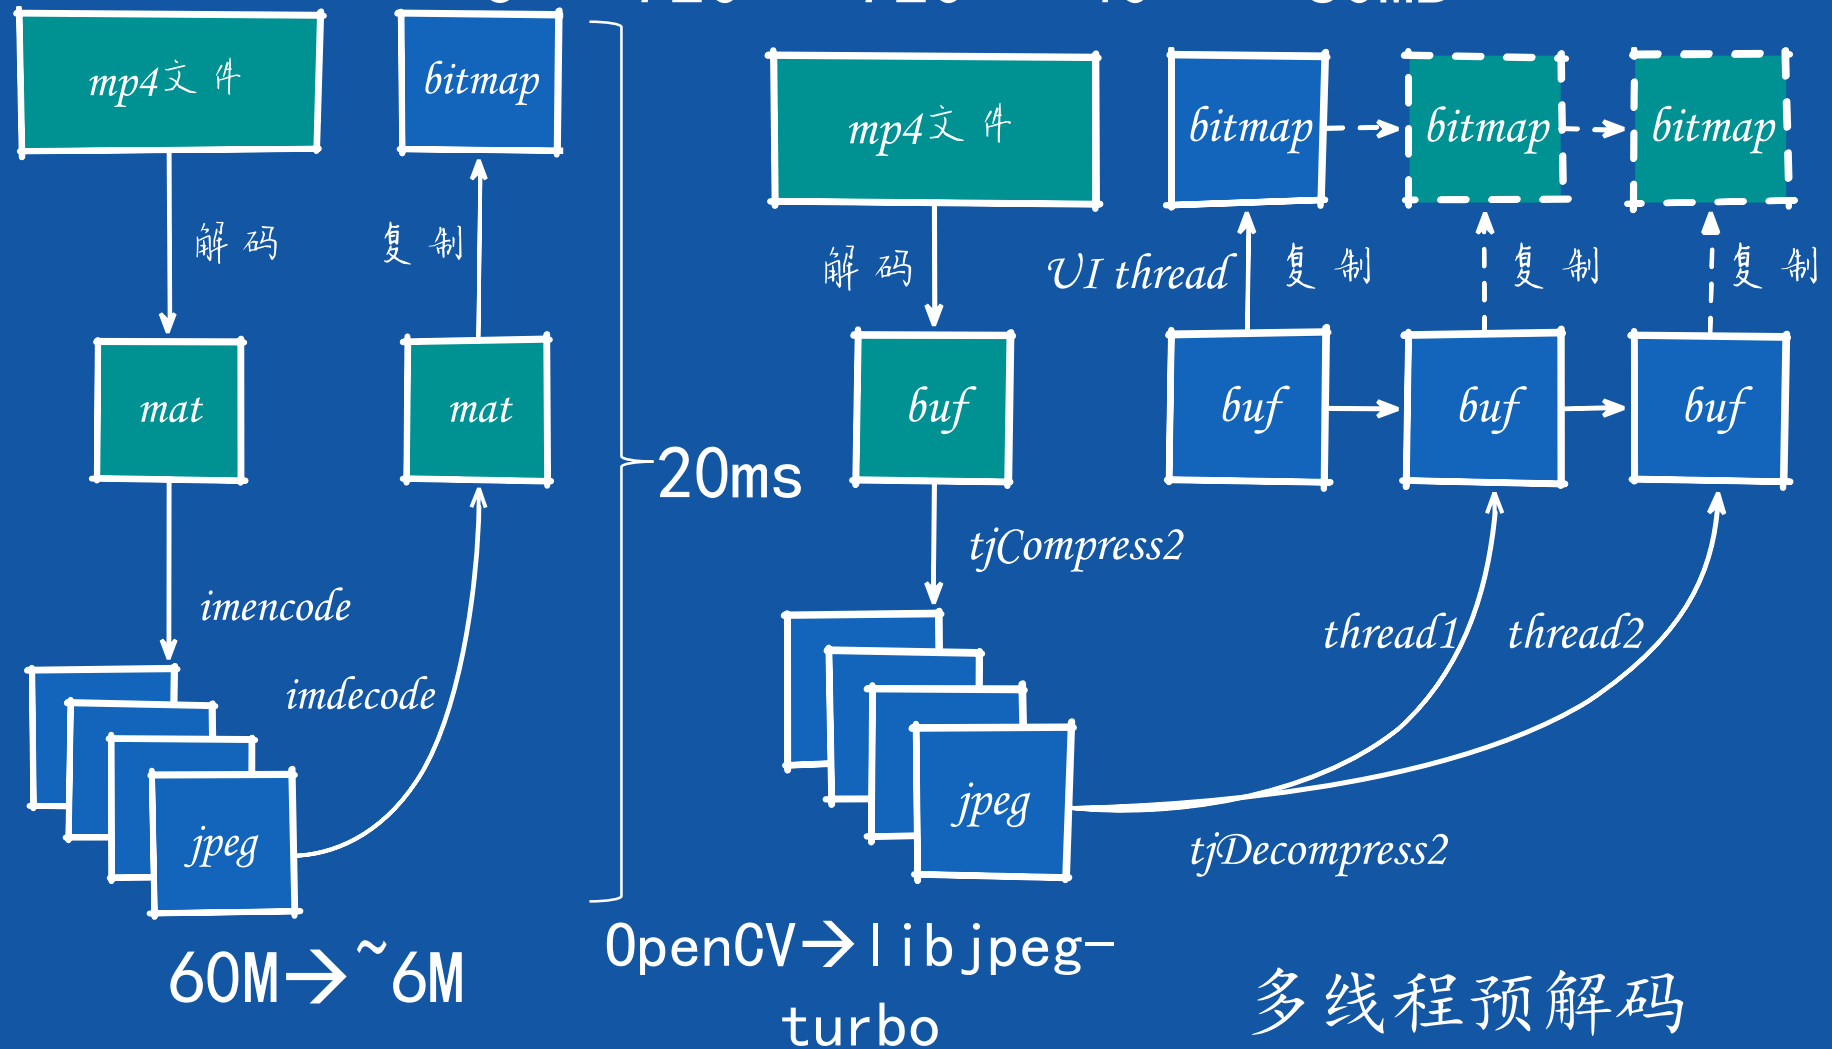 mp4文件
bitmap
解码
复制
mat
mat
imencode
imdecode
jpeg
60M→~6M
20ms
mp4文件
bitmap
bitmap
bitmap
解码
UI thread
复制
复制
复制
buf
buf
buf
buf
tjCompress2
thread1
thread2
jpeg
tjDecompress2
OpenCV→libjpeg-
turbo
多线程预解码